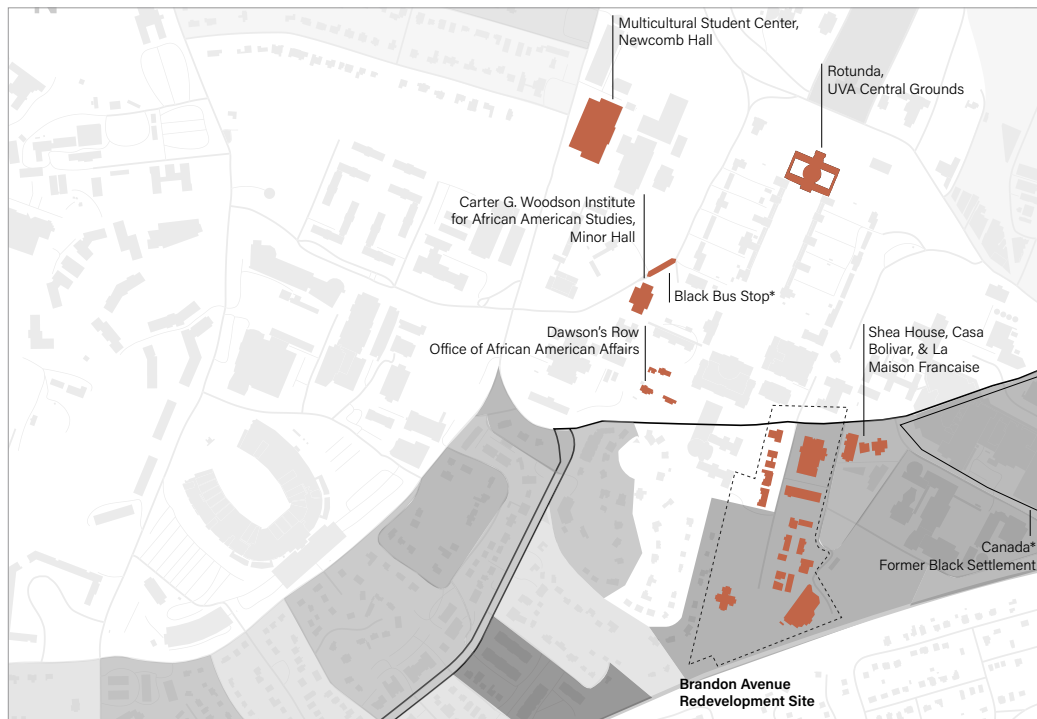 Multicultural Student Center,
Newcomb Hall
Rotunda,
UVA Central Grounds
Carter G. Woodson Institute
for African American Studies,
Minor Hall
Black Bus Stop*
Dawson's Row
Office of African American Affairs
Shea House, Casa
Bolivar, & La
Maison Francaise
Canada*
Former Black Settlement
Brandon Avenue
Redevelopment Site